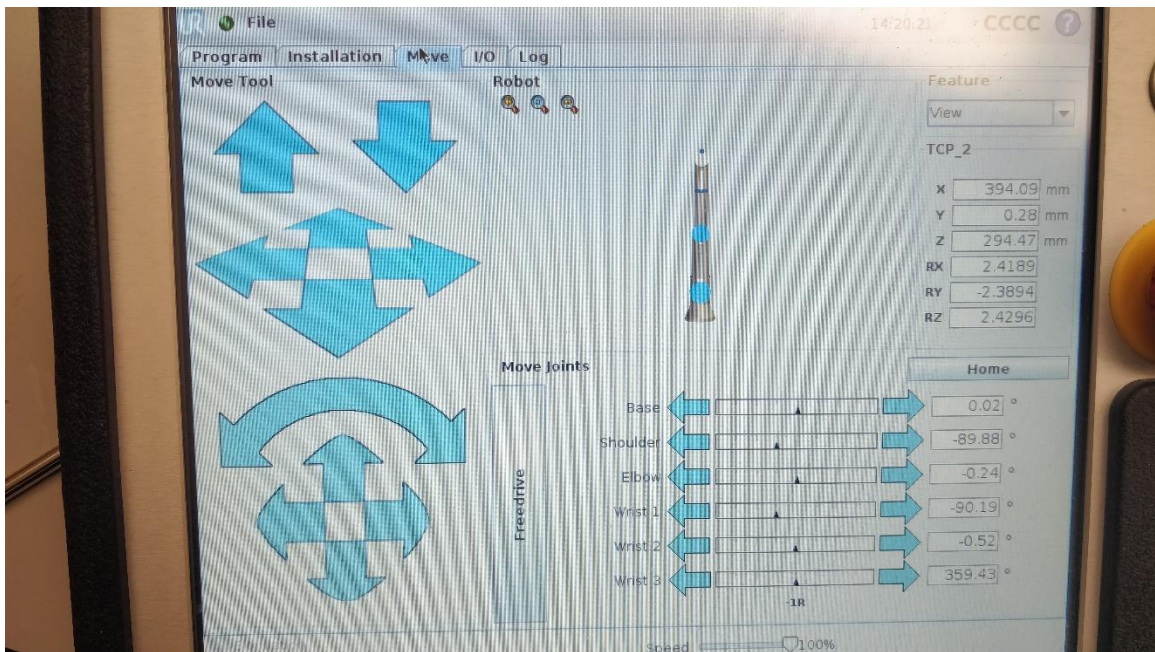 UR File 14:20:21 CCCC ?
Program Installation Move I/O Log
Move Tool
Robot
Feature
View
TCP_2
X 394.09 mm
Y 0.28 mm
Z 294.47 mm
RX 2.4189
RY -2.3894
RZ 2.4296
Move Joints
Home
Freedrive
Base 0.02 °
Shoulder -89.88 °
Elbow -0.24 °
Wrist 1 -90.19 °
Wrist 2 -0.52 °
Wrist 3 359.43 °
-1R
Speed 100%